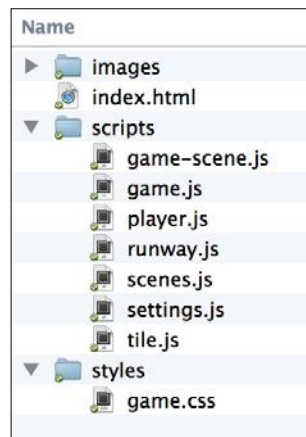 Name
images
index.html
scripts
game-scene.js
game.js
player.js
runway.js
scenes.js
settings.js
tile.js
styles
game.css